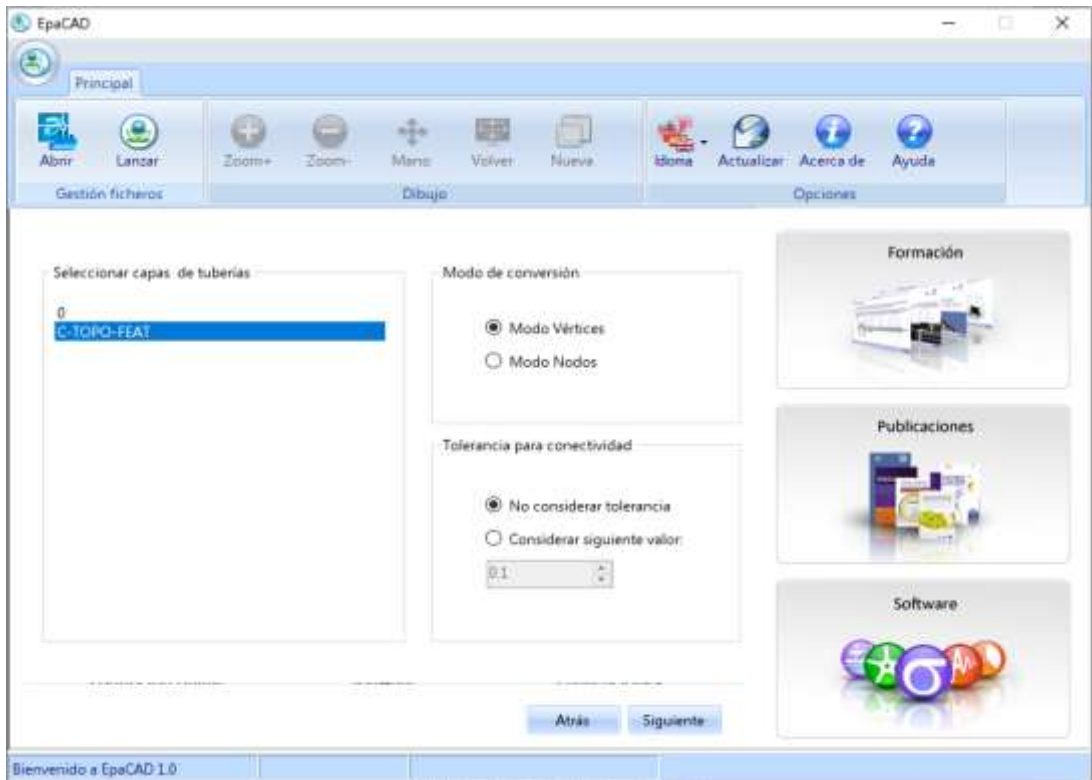 EpaCAD
Principal
Abrir
Lanzar
Zoom+
Zoom-
Mano
Volver
Nueva
Idioma
Actualizar
Acerca de
Ayuda
Gestión ficheros
Dibujo
Opciones
Seleccionar capas de tuberías
0
C-TOPO-FEAT
Modo de conversión
Modo Vértices
Modo Nodos
Tolerancia para conectividad
No considerar tolerancia
Considerar siguiente valor:
0.1
Atrás
Siguiente
Formación
Publicaciones
Software
Bienvenido a EpaCAD 1.0